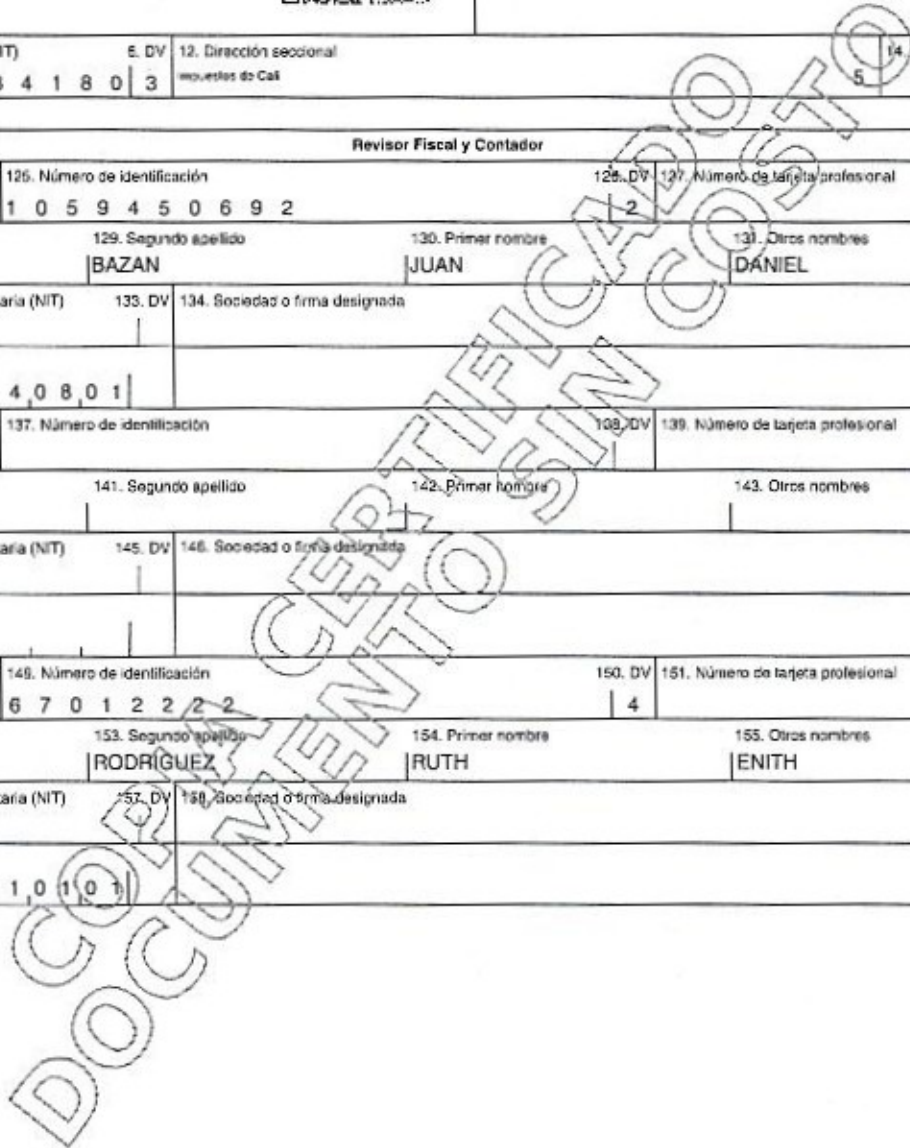 6. DV 12. Dirección seccional 14.
4 1 8 0 3 Impuestos de Cali 5
Revisor Fiscal y Contador
125. Número de identificación 126. DV 127. Número de tarjeta profesional
1 0 5 9 4 5 0 6 9 2 2
129. Segundo apellido 130. Primer nombre 131. Otros nombres
BAZAN JUAN DANIEL
aria (NIT) 133. DV 134. Sociedad o firma designada
4 0 8 0 1
137. Número de identificación 138. DV 139. Número de tarjeta profesional
141. Segundo apellido 142. Primer nombre 143. Otros nombres
aria (NIT) 145. DV 146. Sociedad o firma designada
149. Número de identificación 150. DV 151. Número de tarjeta profesional
6 7 0 1 2 2 2 2 4
153. Segundo apellido 154. Primer nombre 155. Otros nombres
RODRIGUEZ RUTH ENITH
taria (NIT) 157. DV 158. Sociedad o firma designada
1 0 1 0 1
COPIA CERTIFICADO
DOCUMENTO SIN COSTO